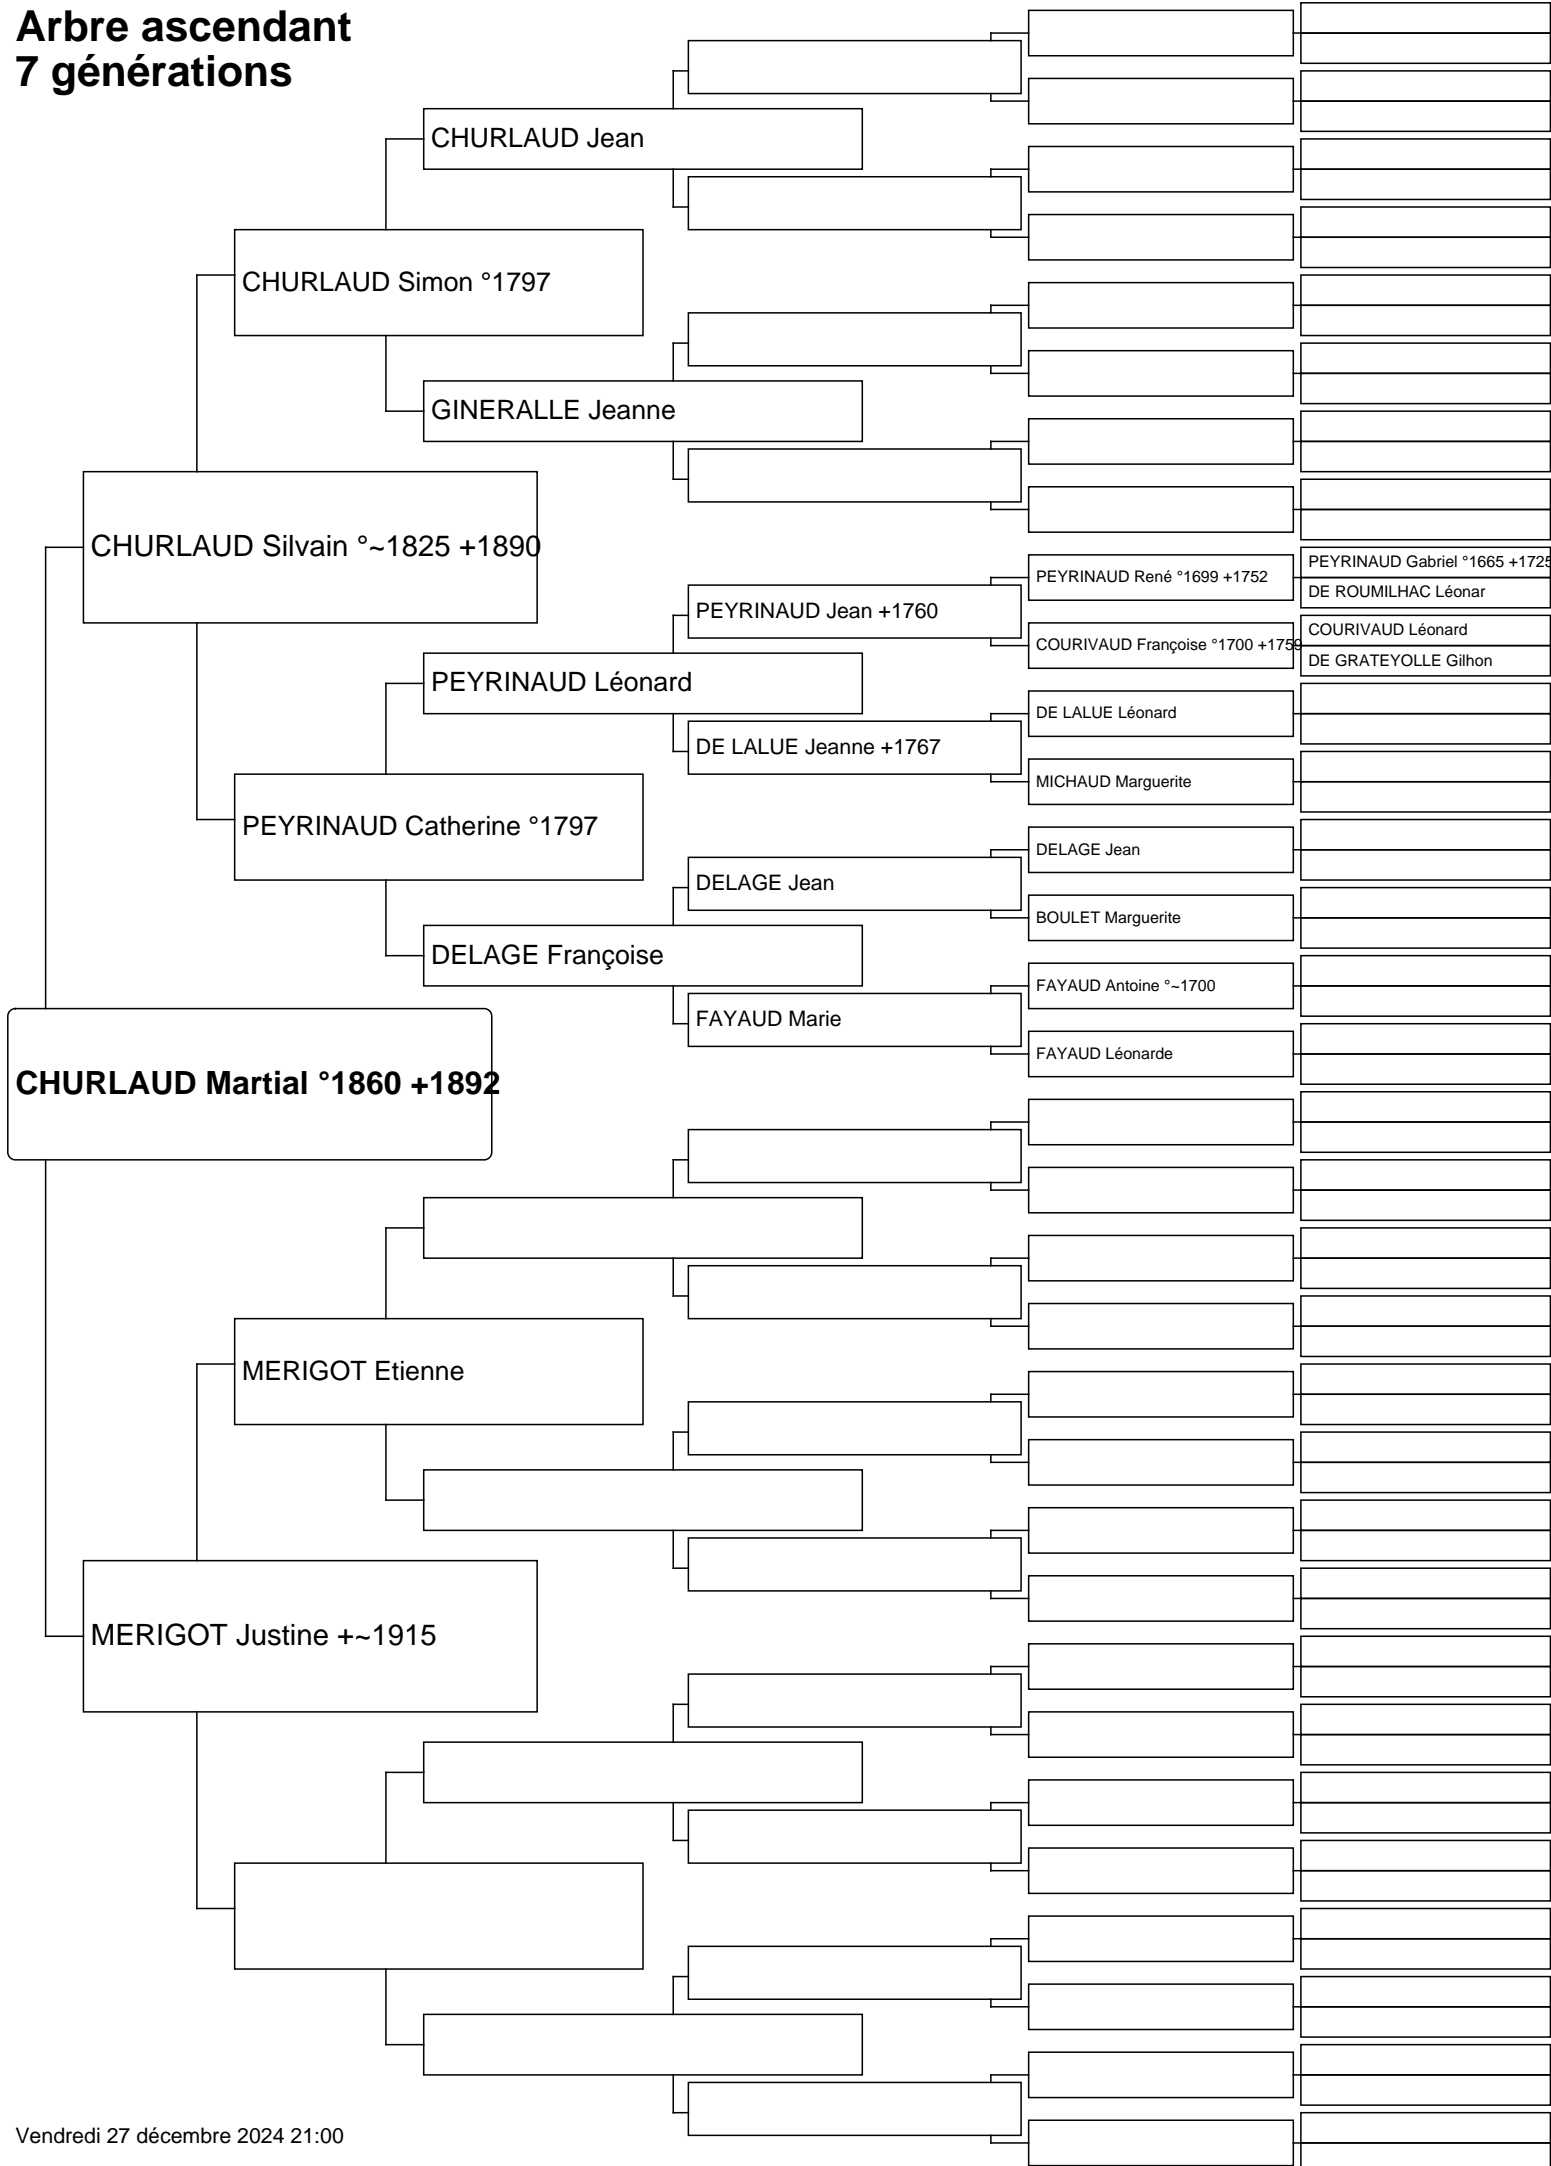 Arbre ascendant
7 générations
CHURLAUD Jean
CHURLAUD Simon °1797
GINERALLE Jeanne
CHURLAUD Silvain °~1825 +1890
PEYRINAUD René °1699 +1752
PEYRINAUD Gabriel °1665 +1725
DE ROUMILHAC Léonar
PEYRINAUD Jean +1760
COURIVAUD Françoise °1700 +1759
COURIVAUD Léonard
DE GRATEYOLLE Gilhon
PEYRINAUD Léonard
DE LALUE Léonard
DE LALUE Jeanne +1767
MICHAUD Marguerite
PEYRINAUD Catherine °1797
DELAGE Jean
DELAGE Jean
BOULET Marguerite
DELAGE Françoise
FAYAUD Antoine °~1700
FAYAUD Marie
FAYAUD Léonarde
CHURLAUD Martial °1860 +1892
MERIGOT Etienne
MERIGOT Justine +~1915
Vendredi 27 décembre 2024 21:00